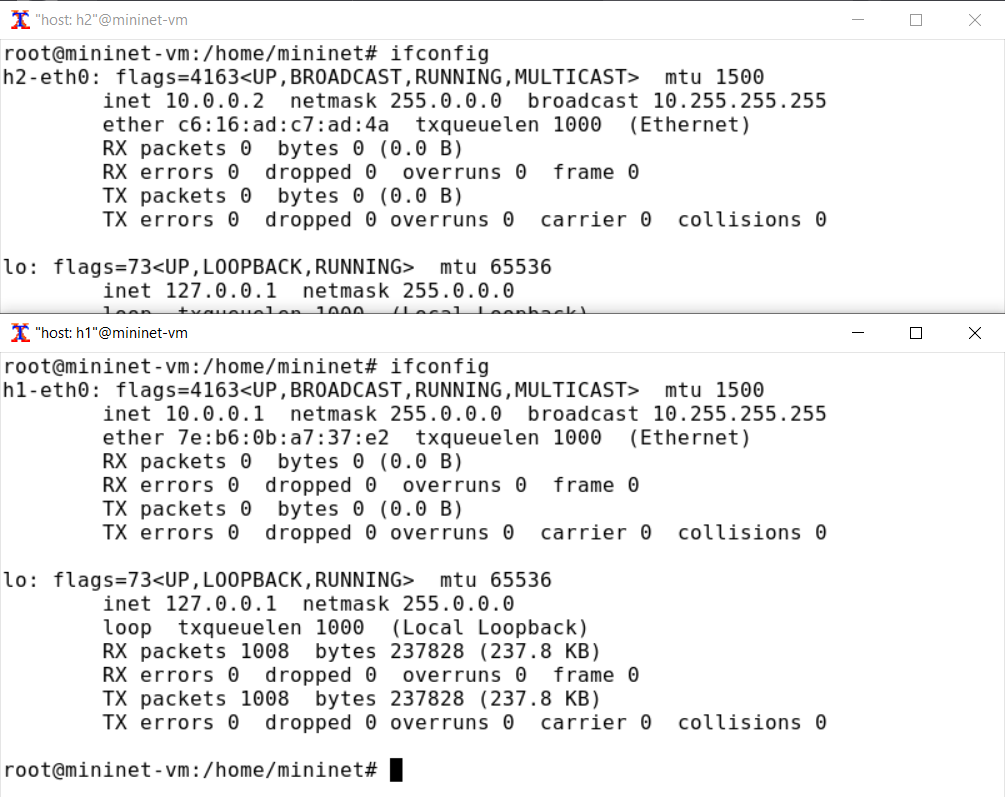 "host: h2"@mininet-vm
root@mininet-vm:/home/mininet# ifconfig
h2-eth0: flags=4163<UP,BROADCAST,RUNNING,MULTICAST>  mtu 1500
        inet 10.0.0.2  netmask 255.0.0.0  broadcast 10.255.255.255
        ether c6:16:ad:c7:ad:4a  txqueuelen 1000  (Ethernet)
        RX packets 0  bytes 0 (0.0 B)
        RX errors 0  dropped 0  overruns 0  frame 0
        TX packets 0  bytes 0 (0.0 B)
        TX errors 0  dropped 0 overruns 0  carrier 0  collisions 0

lo: flags=73<UP,LOOPBACK,RUNNING>  mtu 65536
        inet 127.0.0.1  netmask 255.0.0.0
        loop  txqueuelen 1000  (Local Loopback)
"host: h1"@mininet-vm
root@mininet-vm:/home/mininet# ifconfig
h1-eth0: flags=4163<UP,BROADCAST,RUNNING,MULTICAST>  mtu 1500
        inet 10.0.0.1  netmask 255.0.0.0  broadcast 10.255.255.255
        ether 7e:b6:0b:a7:37:e2  txqueuelen 1000  (Ethernet)
        RX packets 0  bytes 0 (0.0 B)
        RX errors 0  dropped 0  overruns 0  frame 0
        TX packets 0  bytes 0 (0.0 B)
        TX errors 0  dropped 0 overruns 0  carrier 0  collisions 0

lo: flags=73<UP,LOOPBACK,RUNNING>  mtu 65536
        inet 127.0.0.1  netmask 255.0.0.0
        loop  txqueuelen 1000  (Local Loopback)
        RX packets 1008  bytes 237828 (237.8 KB)
        RX errors 0  dropped 0  overruns 0  frame 0
        TX packets 1008  bytes 237828 (237.8 KB)
        TX errors 0  dropped 0 overruns 0  carrier 0  collisions 0

root@mininet-vm:/home/mininet#